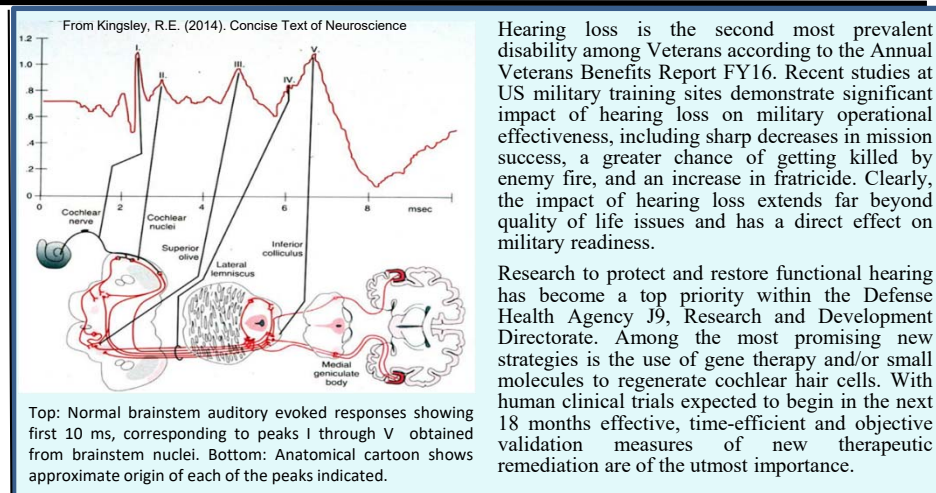 From Kingsley, R.E. (2014). Concise Text of Neuroscience
1.2
1.0
.8
.6
.4
.2
0
I.
II.
III.
IV.
V.
0 2 4 6 8 msec
Cochlear
nerve
Cochlear
nuclei
Superior
olive
Lateral
lemniscus
Inferior
colliculus
Medial
geniculate
body
Top: Normal brainstem auditory evoked responses showing
first 10 ms, corresponding to peaks I through V obtained
from brainstem nuclei. Bottom: Anatomical cartoon shows
approximate origin of each of the peaks indicated.
Hearing loss is the second most prevalent
disability among Veterans according to the Annual
Veterans Benefits Report FY16. Recent studies at
US military training sites demonstrate significant
impact of hearing loss on military operational
effectiveness, including sharp decreases in mission
success, a greater chance of getting killed by
enemy fire, and an increase in fratricide. Clearly,
the impact of hearing loss extends far beyond
quality of life issues and has a direct effect on
military readiness.
Research to protect and restore functional hearing
has become a top priority within the Defense
Health Agency J9, Research and Development
Directorate. Among the most promising new
strategies is the use of gene therapy and/or small
molecules to regenerate cochlear hair cells. With
human clinical trials expected to begin in the next
18 months effective, time-efficient and objective
validation measures of new therapeutic
remediation are of the utmost importance.